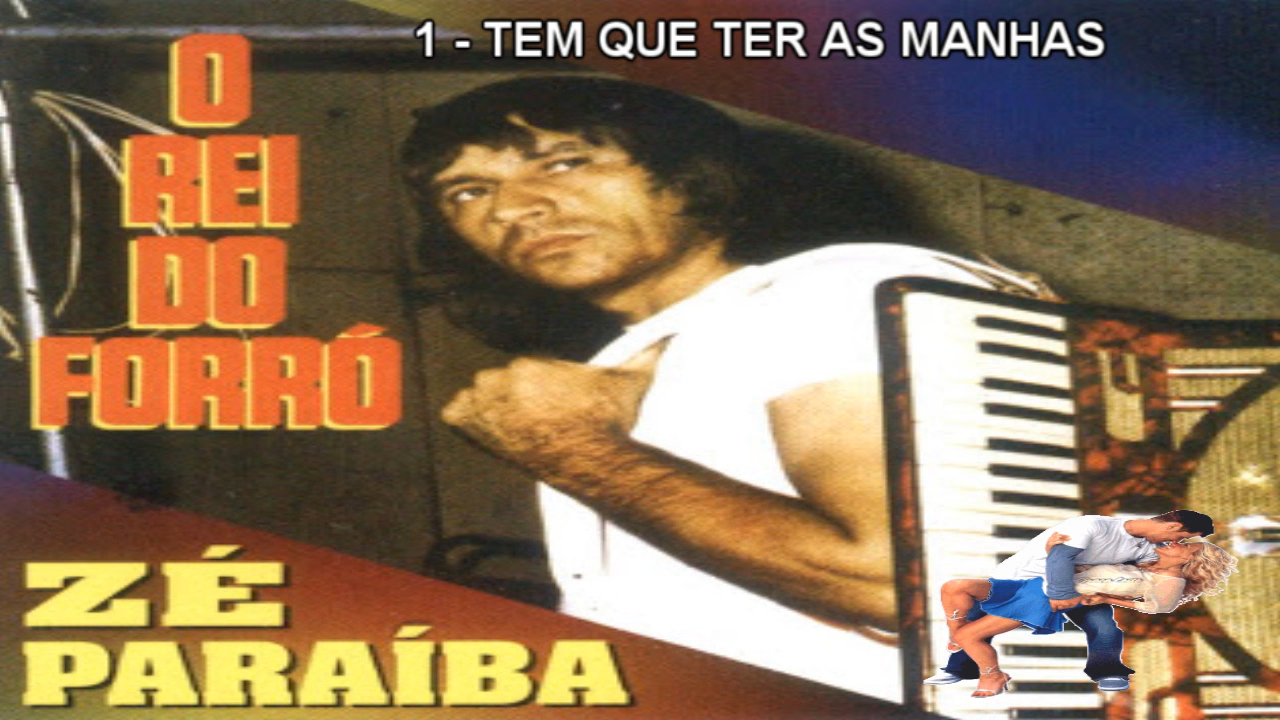 1 - TEM QUE TER AS MANHAS
O
REI
DO
FORRÓ
ZÉ
PARAÍBA